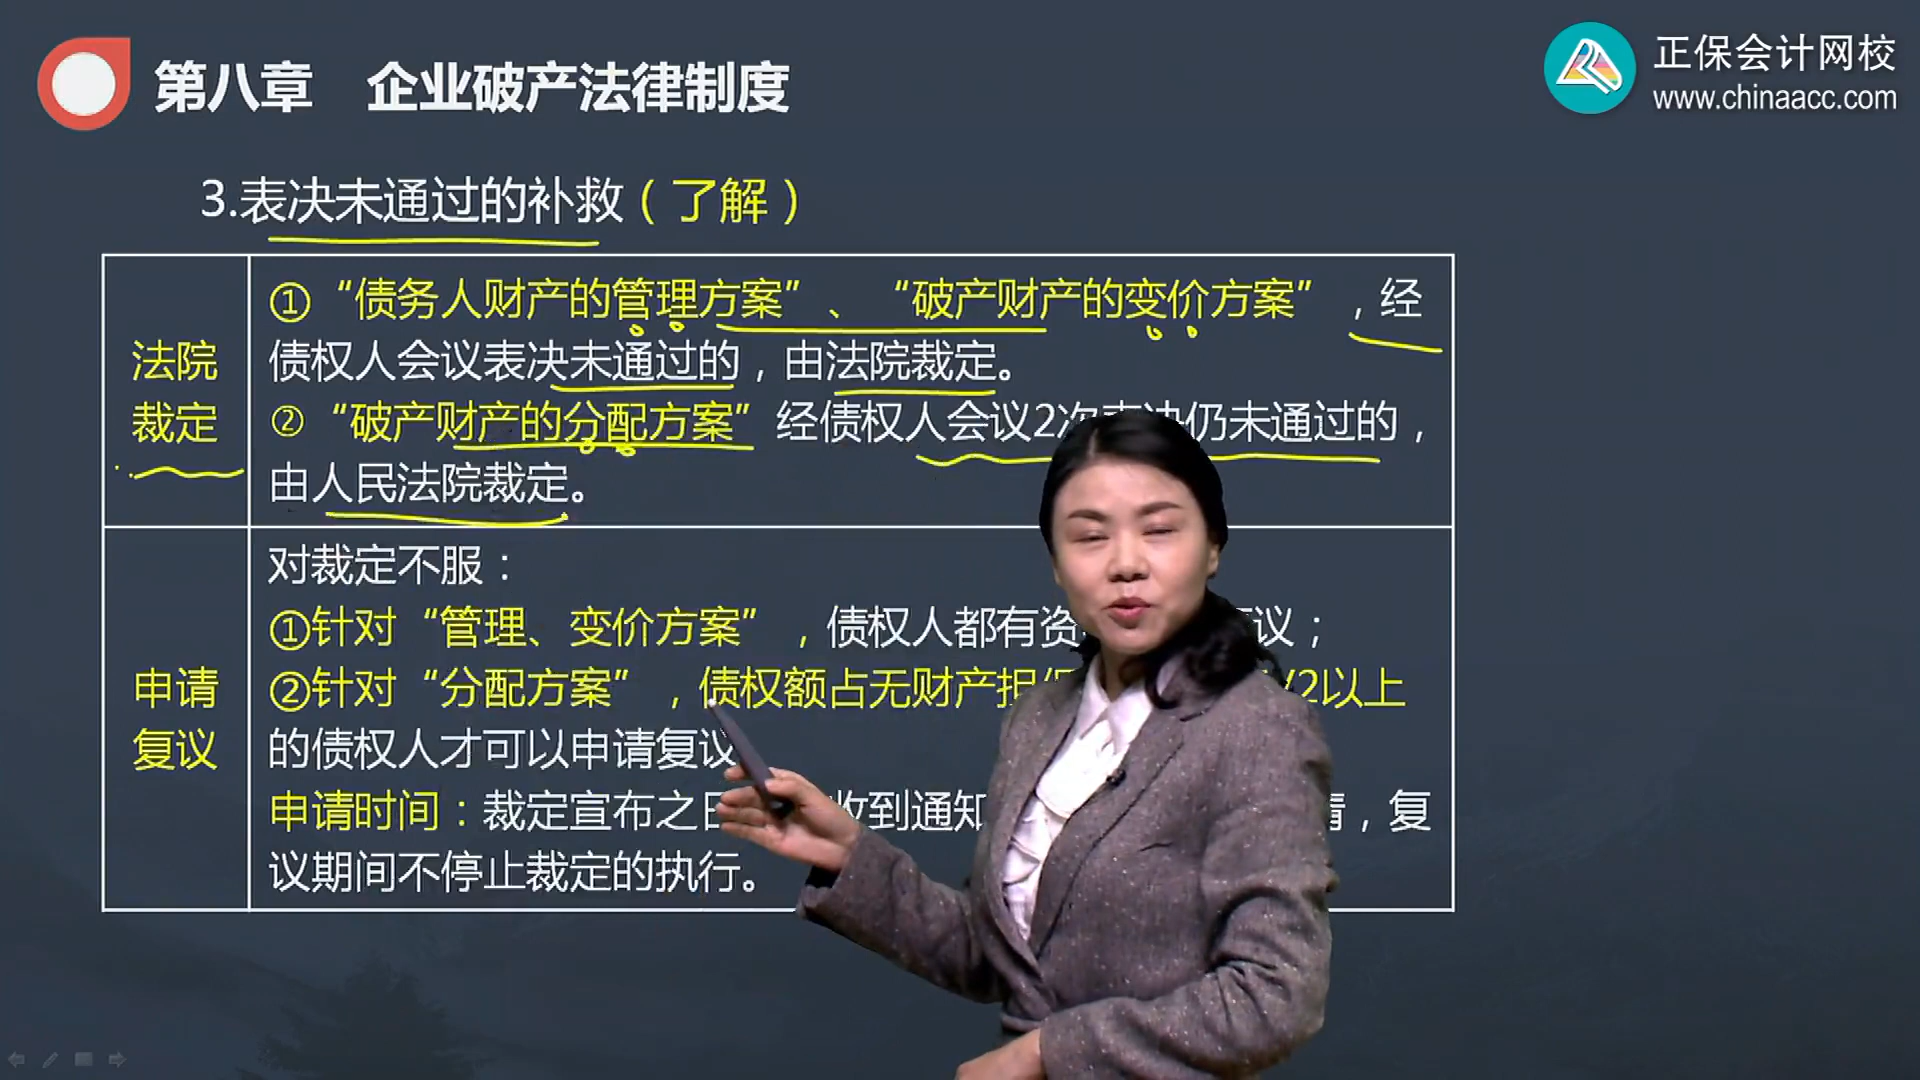 第八章 企业破产法律制度
正保会计网校
www.chinaacc.com
3.表决未通过的补救（了解）
法院
裁定
①“债务人财产的管理方案”、“破产财产的变价方案”，经
债权人会议表决未通过的，由法院裁定。
②“破产财产的分配方案”经债权人会议2次 仍未通过的，
由人民法院裁定。
申请
复议
对裁定不服：
①针对“管理、变价方案”，债权人都有资 议；
②针对“分配方案”，债权额占无财产担 /2以上
的债权人才可以申请复议
申请时间：裁定宣布之日 收到通知 ，复
议期间不停止裁定的执行。